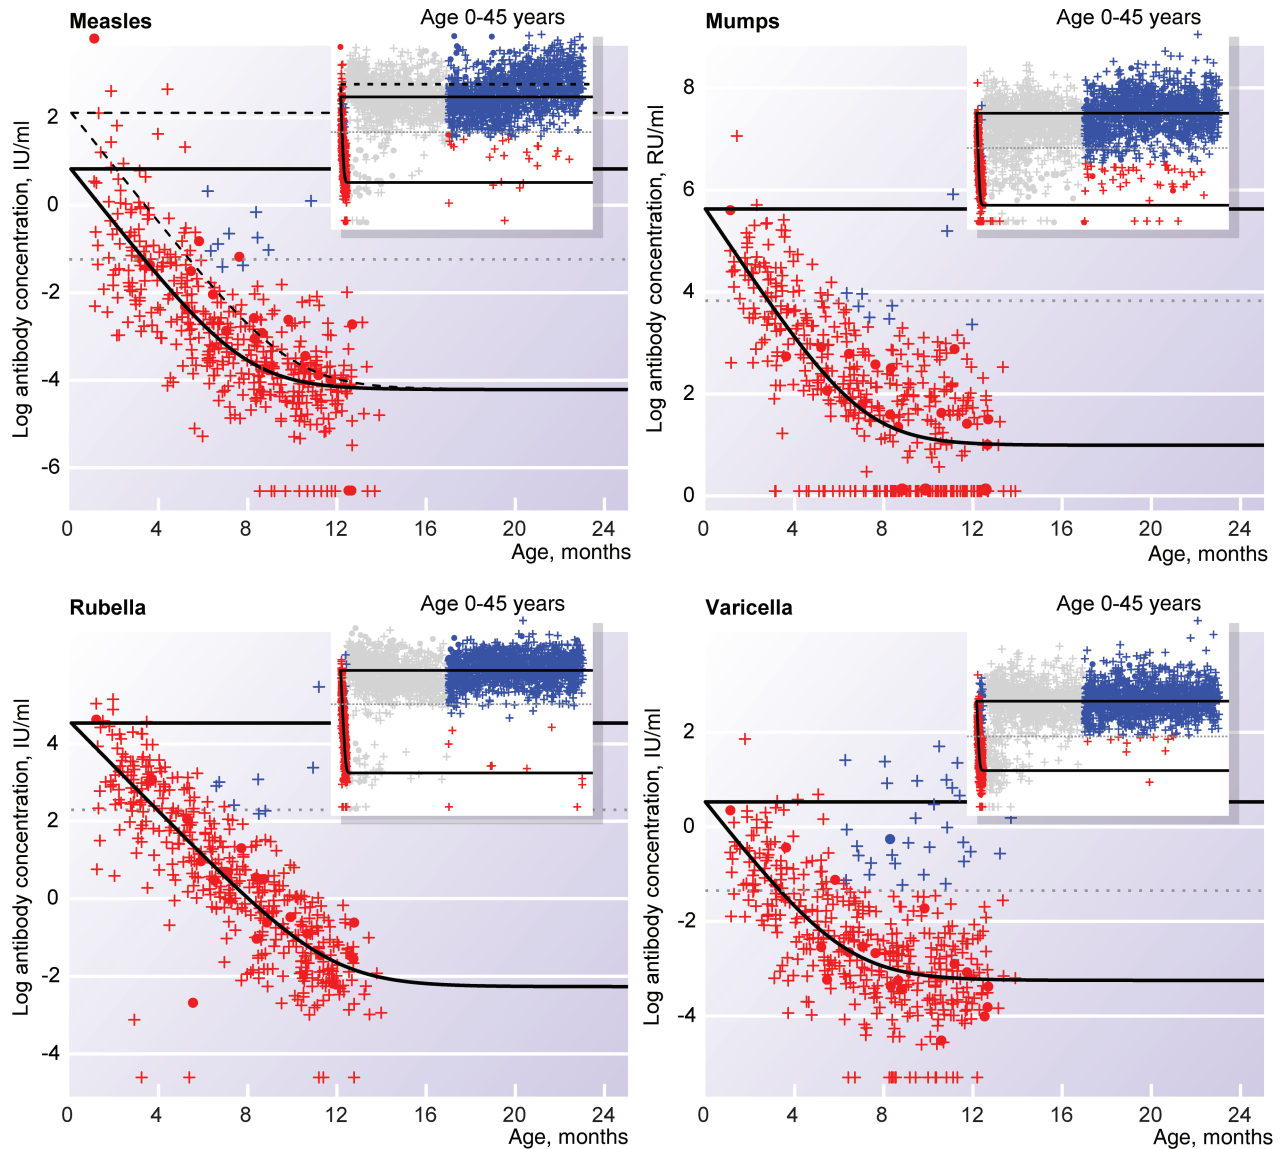 Measles
Age 0-45 years
Log antibody concentration, IU/ml
2
0
-2
-4
-6
0 4 8 12 16 20 24
Age, months
Mumps
Age 0-45 years
Log antibody concentration, RU/ml
8
6
4
2
0
0 4 8 12 16 20 24
Age, months
Rubella
Age 0-45 years
Log antibody concentration, IU/ml
4
2
0
-2
-4
0 4 8 12 16 20 24
Age, months
Varicella
Age 0-45 years
Log antibody concentration, IU/ml
2
0
-2
-4
0 4 8 12 16 20 24
Age, months